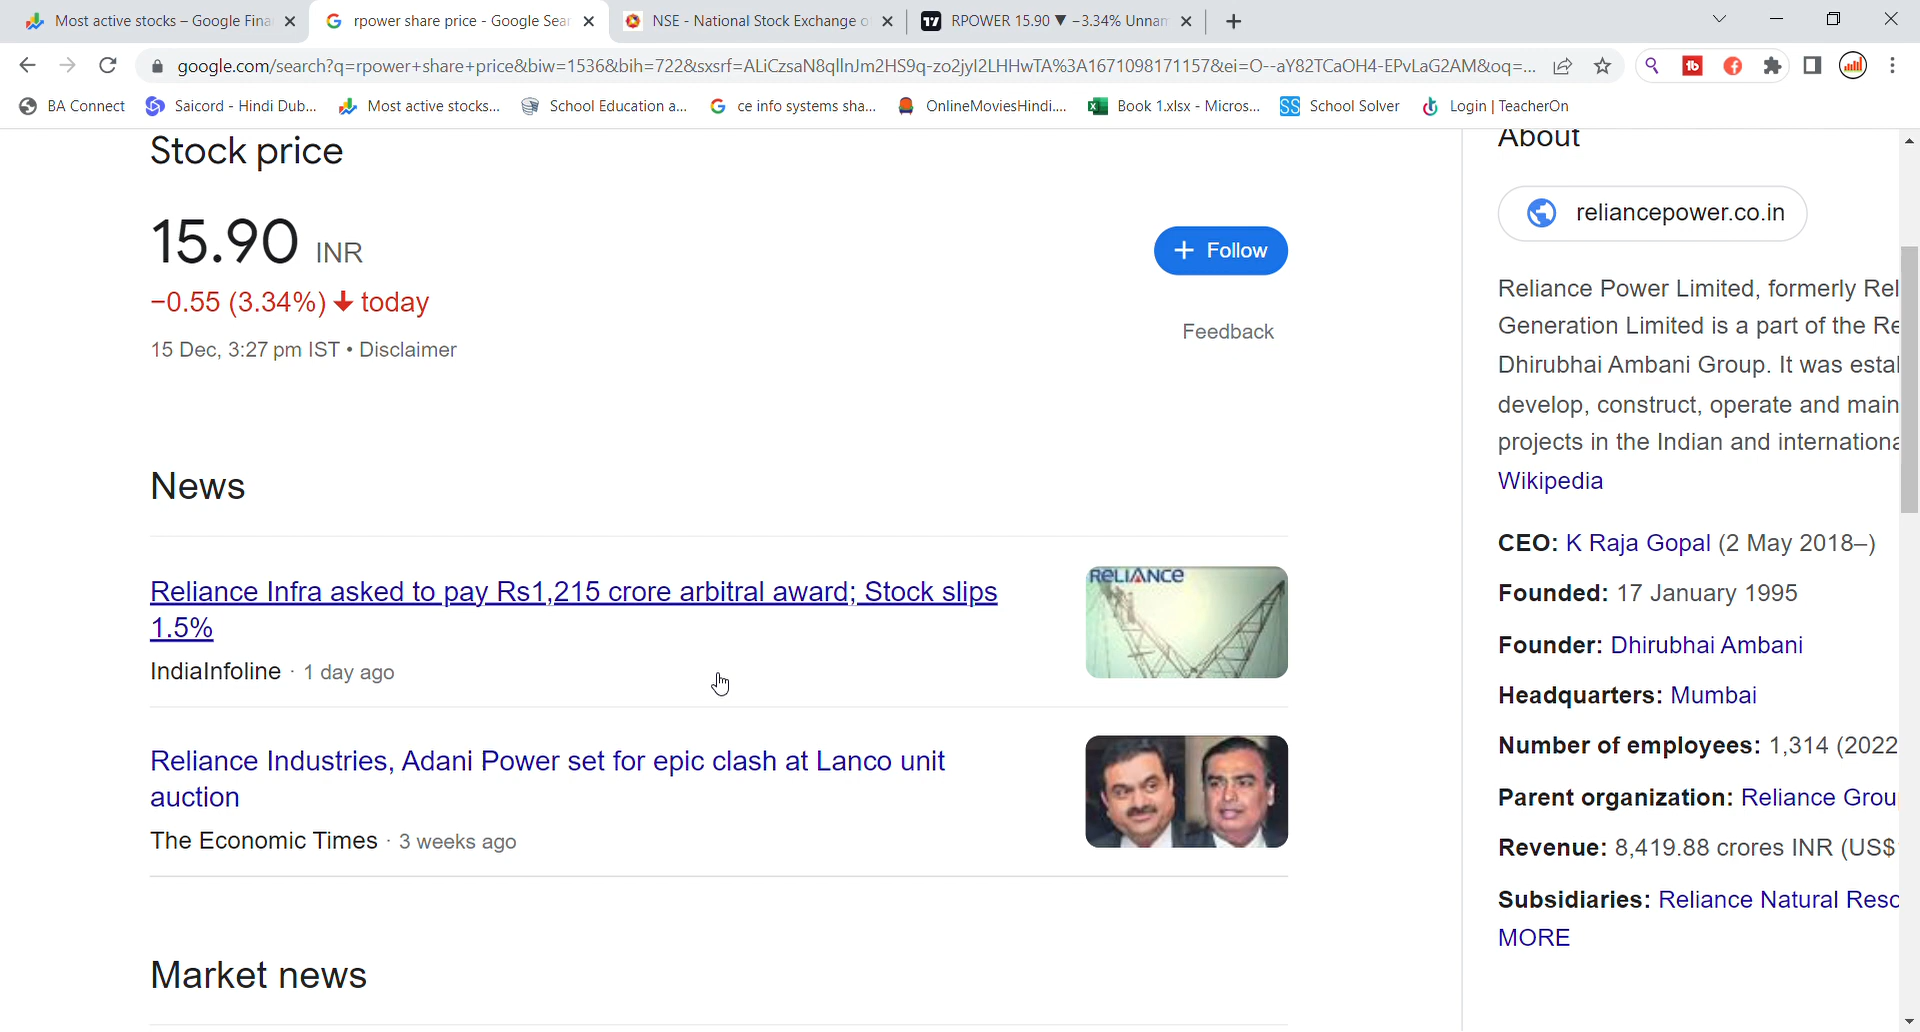 Most active stocks – Google Fina
rpower share price - Google Sear
NSE - National Stock Exchange o
RPOWER 15.90 ▼ −3.34% Unnam
google.com/search?q=rpower+share+price&biw=1536&bih=722&sxsrf=ALiCzsaN8qlInJm2HS9q-zo2jyI2LHHwTA%3A1671098171157&ei=O--aY82TCaOH4-EPvLaG2AM&oq=...
BA Connect
Saicord - Hindi Dub...
Most active stocks...
School Education a...
ce info systems sha...
OnlineMoviesHindi....
Book 1.xlsx - Micros...
School Solver
Login | TeacherOn
Stock price
15.90 INR
−0.55 (3.34%) ↓ today
15 Dec, 3:27 pm IST • Disclaimer
+ Follow
Feedback
News
Reliance Infra asked to pay Rs1,215 crore arbitral award; Stock slips
1.5%
IndiaInfoline · 1 day ago
RELIANCE
Reliance Industries, Adani Power set for epic clash at Lanco unit
auction
The Economic Times · 3 weeks ago
Market news
About
reliancepower.co.in
Reliance Power Limited, formerly Rel
Generation Limited is a part of the Re
Dhirubhai Ambani Group. It was estal
develop, construct, operate and main
projects in the Indian and internationa
Wikipedia
CEO: K Raja Gopal (2 May 2018–)
Founded: 17 January 1995
Founder: Dhirubhai Ambani
Headquarters: Mumbai
Number of employees: 1,314 (2022
Parent organization: Reliance Grou
Revenue: 8,419.88 crores INR (US$
Subsidiaries: Reliance Natural Reso
MORE